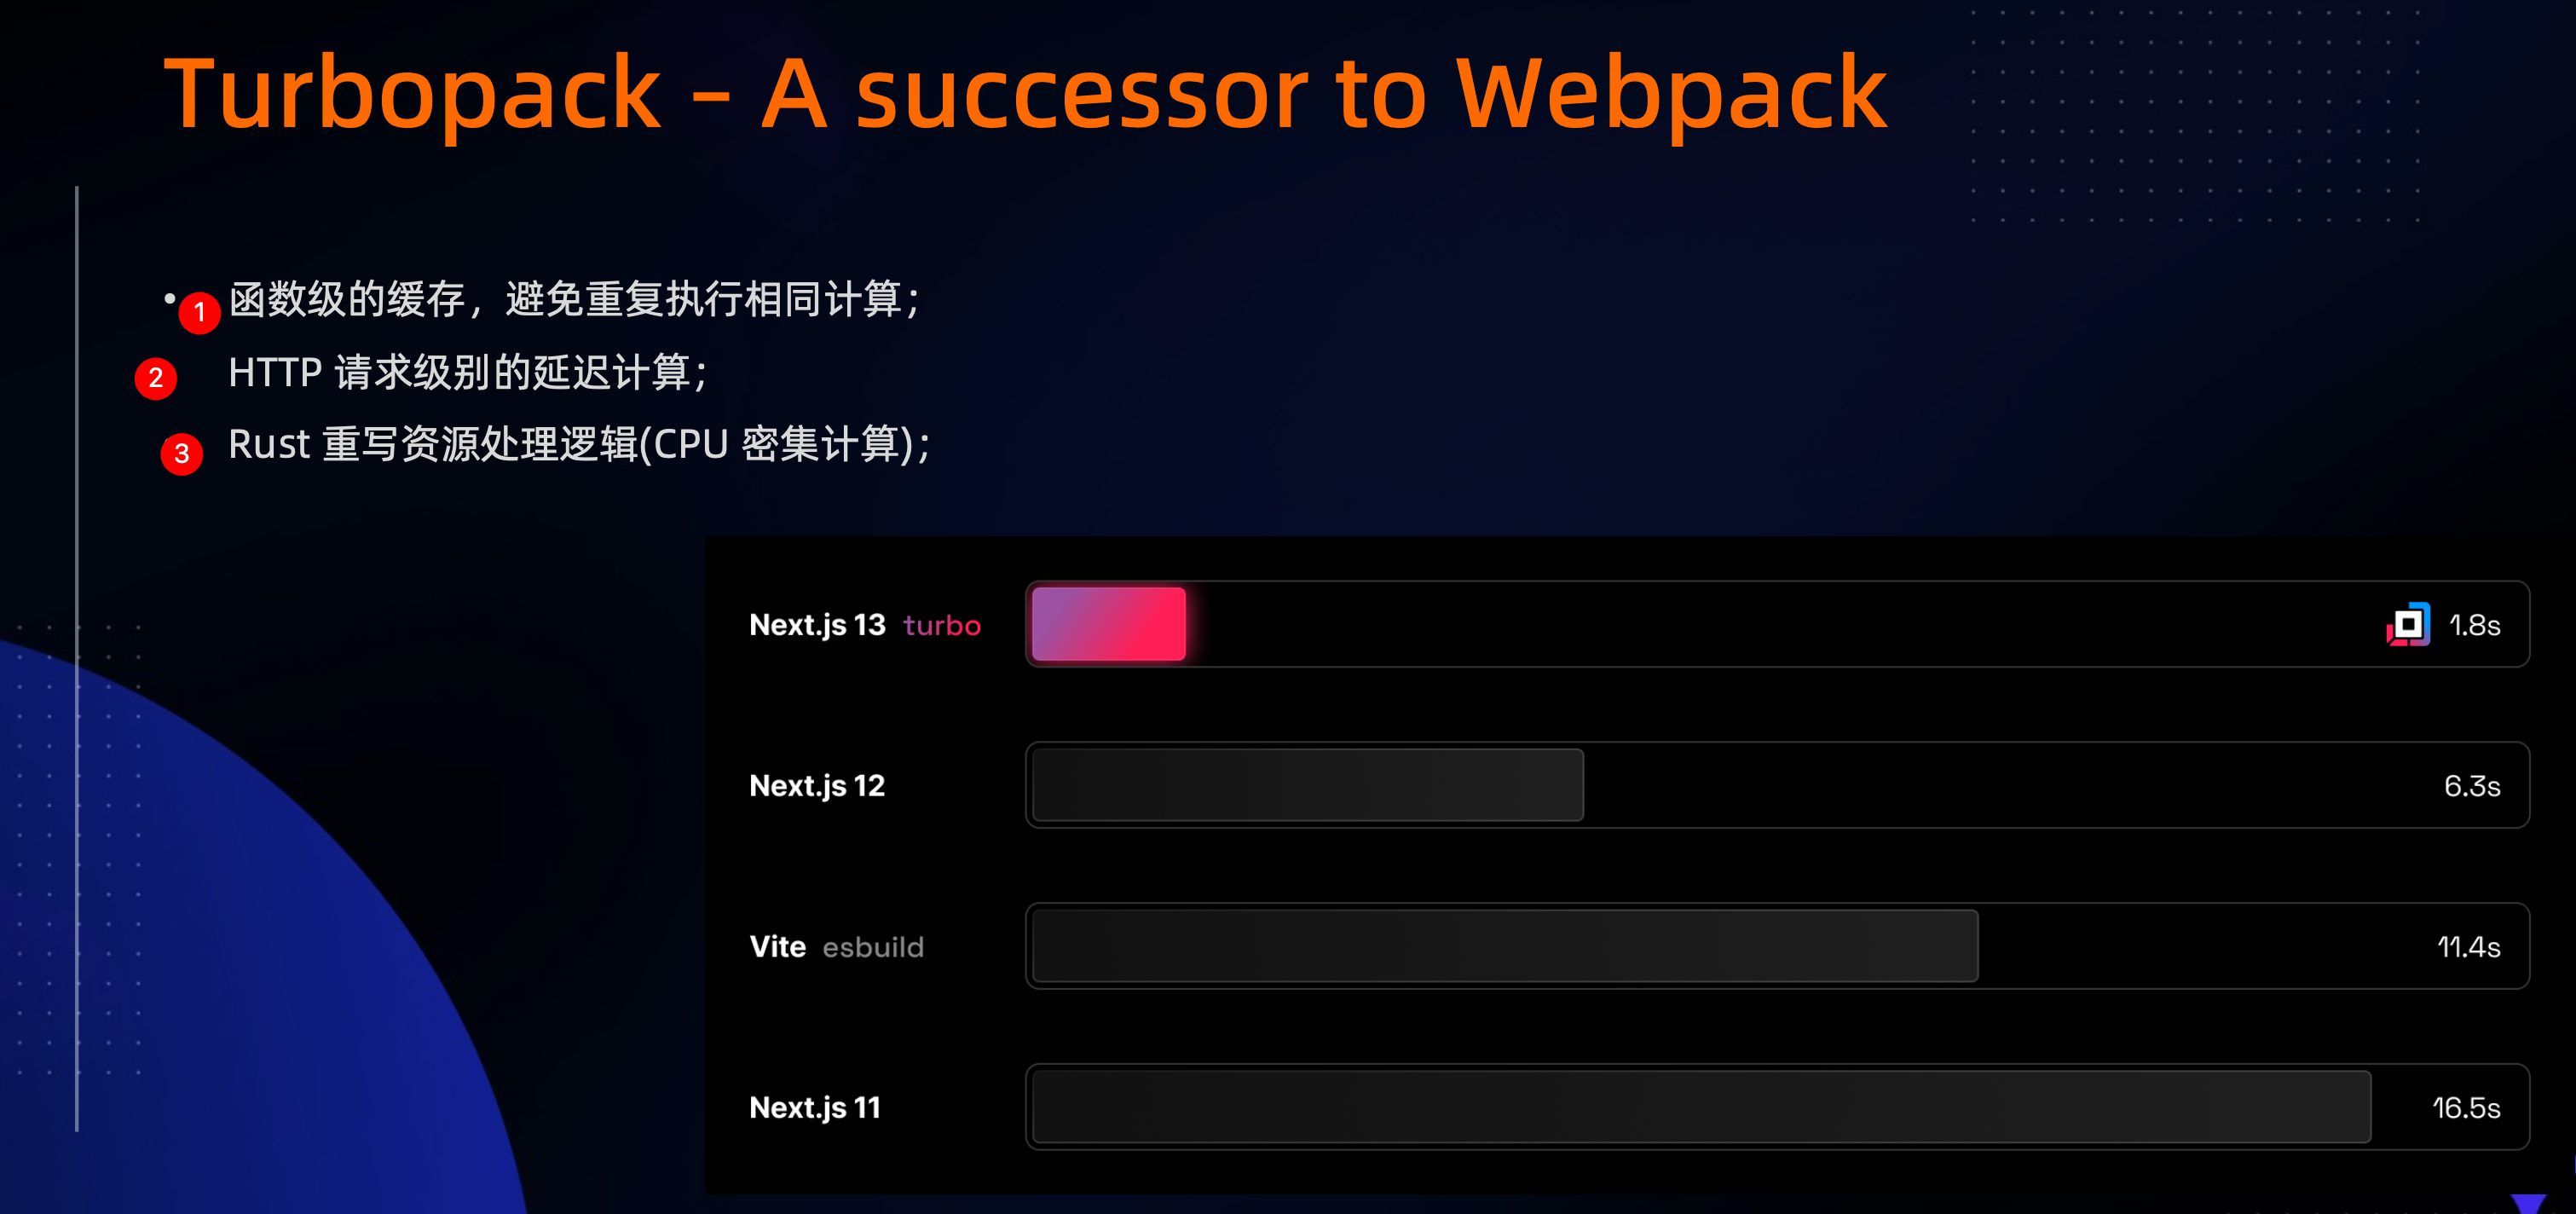 Turbopack – A successor to Webpack
• 1 函数级的缓存，避免重复执行相同计算；
2 HTTP 请求级别的延迟计算；
3 Rust 重写资源处理逻辑(CPU 密集计算)；
Next.js 13 turbo 1.8s
Next.js 12 6.3s
Vite esbuild 11.4s
Next.js 11 16.5s